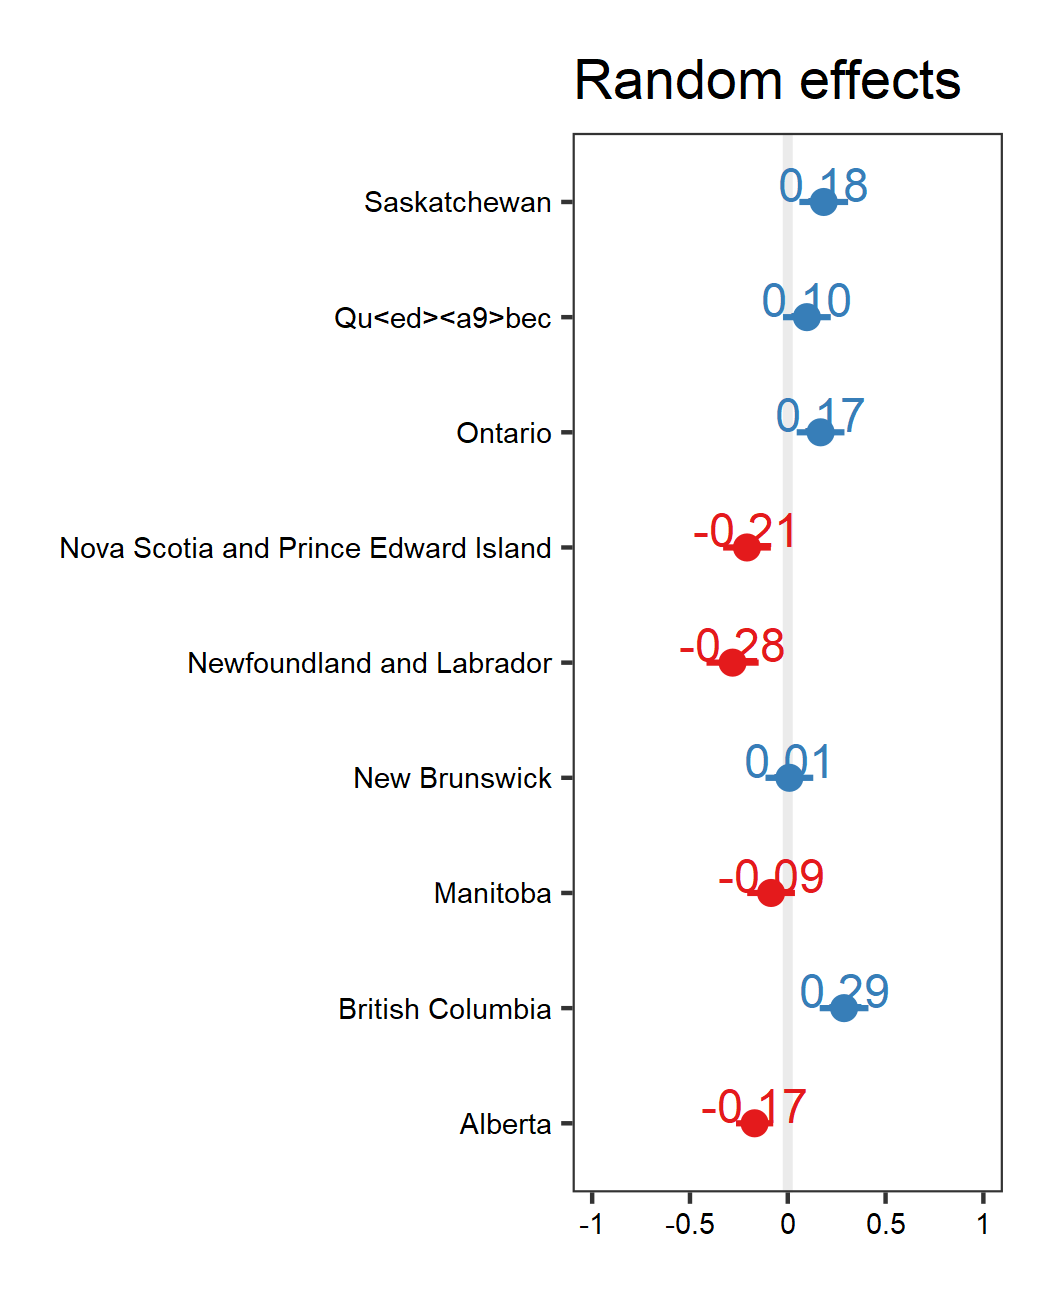 Random effects
Saskatchewan
0.18
Qu<ed><a9>bec
0.10
Ontario
0.17
Nova Scotia and Prince Edward Island
-0.21
Newfoundland and Labrador
-0.28
New Brunswick
0.01
Manitoba
-0.09
British Columbia
0.29
Alberta
-0.17
-1 -0.5 0 0.5 1